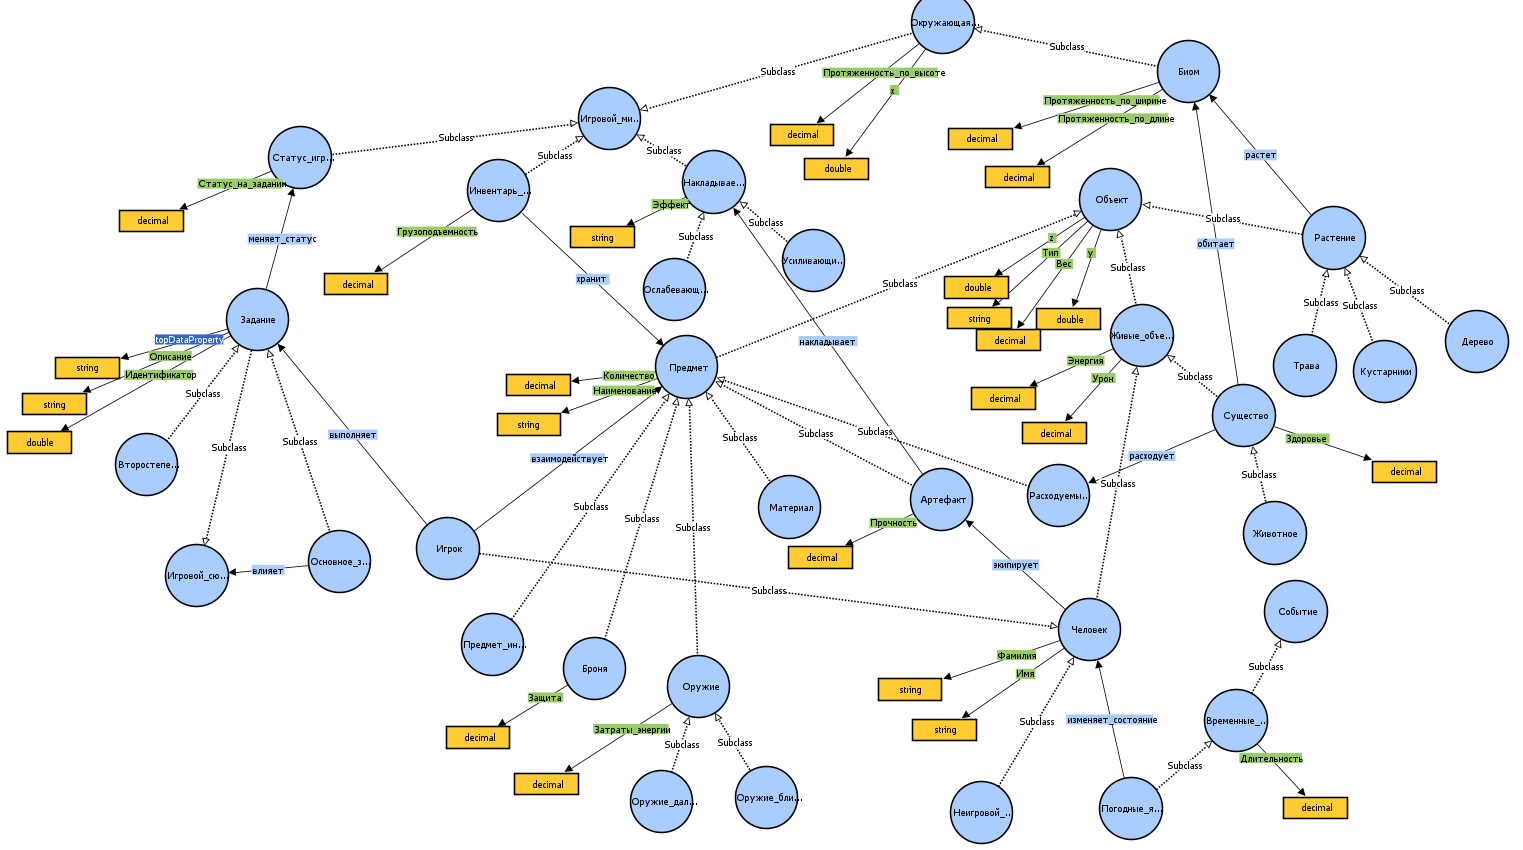 Окружающая...
Subclass
Subclass
Биом
Протяженность_по_высоте
x
Протяженность_по_ширине
Протяженность_по_длине
decimal
double
decimal
decimal
Игровой_ми...
Subclass
Subclass
Subclass
Статус_игр...
Статус_на_задании
decimal
Инвентарь_...
Накладывае...
Эффект
string
Грузоподъемность
decimal
меняет_статус
хранит
Subclass
Subclass
Ослабевающ...
Усиливающи...
Объект
растет
Subclass
обитает
Растение
z
Тип
Вес
y
double
string
decimal
double
Subclass
Subclass
Subclass
Subclass
Subclass
Трава
Кустарники
Дерево
Живые_объе...
Энергия
Урон
decimal
decimal
Subclass
Существо
Здоровье
decimal
расходует
Subclass
Subclass
Животное
накладывает
Задание
topDataProperty
Описание
Идентификатор
string
string
double
Subclass
Subclass
Subclass
выполняет
Второстепе...
Игровой_сю...
влияет
Основное_з...
Предмет
Количество
Наименование
decimal
string
взаимодействует
Subclass
Subclass
Subclass
Subclass
Subclass
Subclass
Материал
Артефакт
Расходуемы...
Прочность
decimal
экипирует
Игрок
Subclass
Предмет_ин...
Броня
Защита
decimal
Оружие
Затраты_энергии
decimal
Subclass
Subclass
Оружие_дал...
Оружие_бли...
Человек
Фамилия
Имя
string
string
Subclass
изменяет_состояние
Неигровой_...
Погодные_я...
Событие
Subclass
Временные_...
Subclass
Длительность
decimal